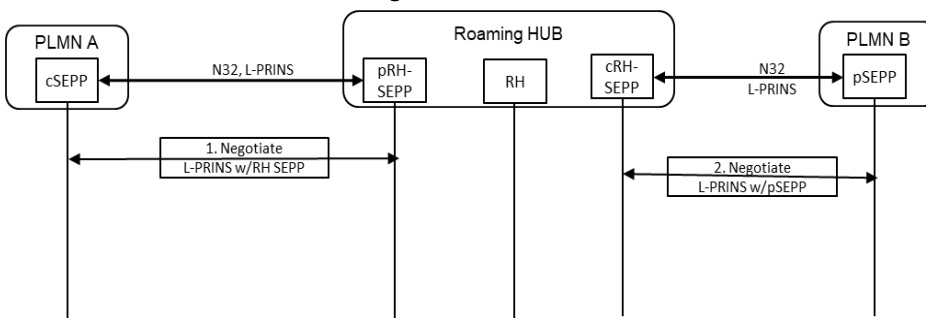 PLMN A
Roaming HUB
PLMN B
cSEPP
N32, L-PRINS
pRH-
SEPP
RH
cRH-
SEPP
N32
L-PRINS
pSEPP
1. Negotiate
L-PRINS w/RH SEPP
2. Negotiate
L-PRINS w/pSEPP